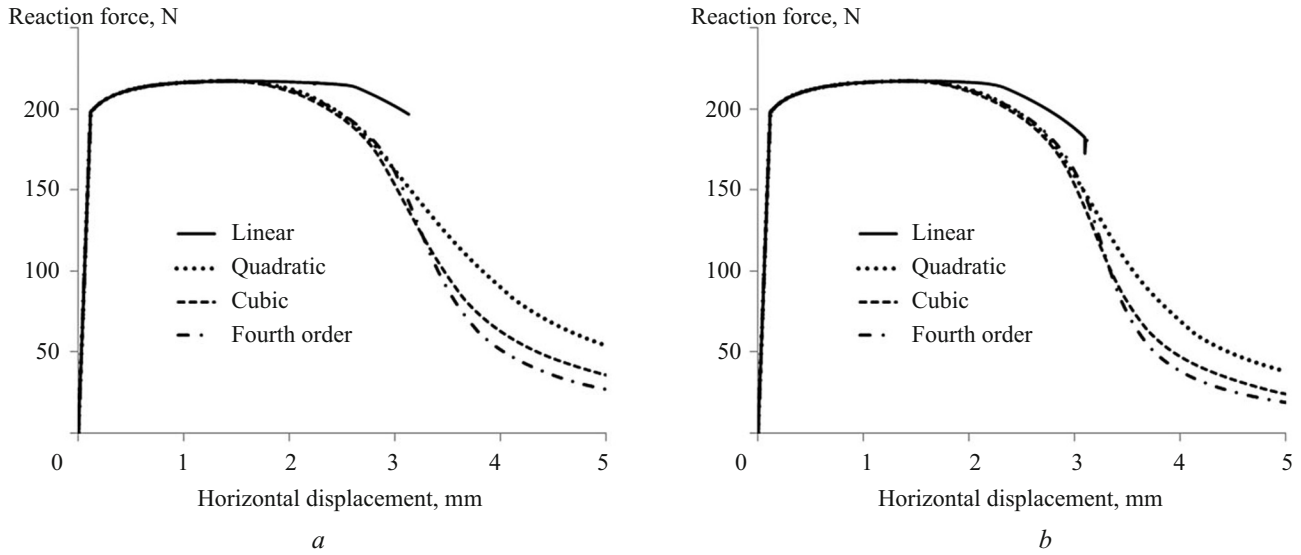 Reaction force, N
200
150
100
50
Linear
Quadratic
Cubic
Fourth order
0 1 2 3 4 5
Horizontal displacement, mm
a
Reaction force, N
200
150
100
50
Linear
Quadratic
Cubic
Fourth order
0 1 2 3 4 5
Horizontal displacement, mm
b